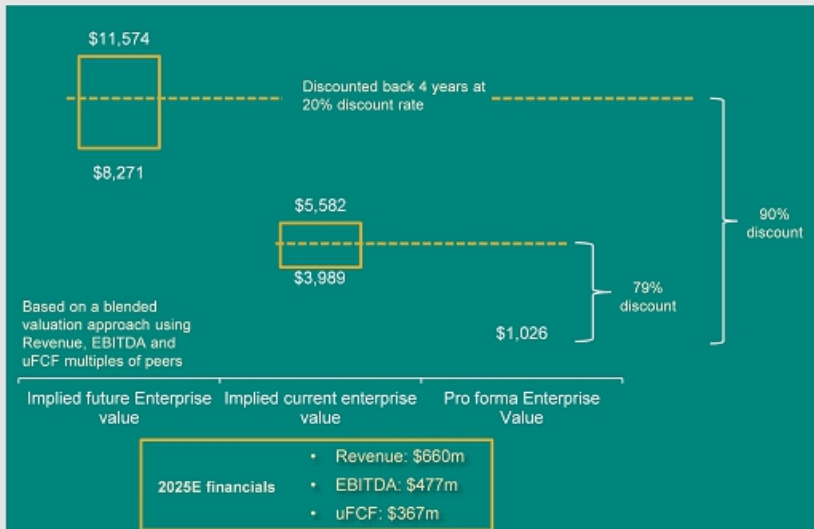 $11,574
Discounted back 4 years at
20% discount rate
$8,271
$5,582
90%
discount
$3,989
79%
discount
Based on a blended
valuation approach using
Revenue, EBITDA and
uFCF multiples of peers
$1,026
Implied future Enterprise
value
Implied current enterprise
value
Pro forma Enterprise
Value
2025E financials
• Revenue: $660m
• EBITDA: $477m
• uFCF: $367m